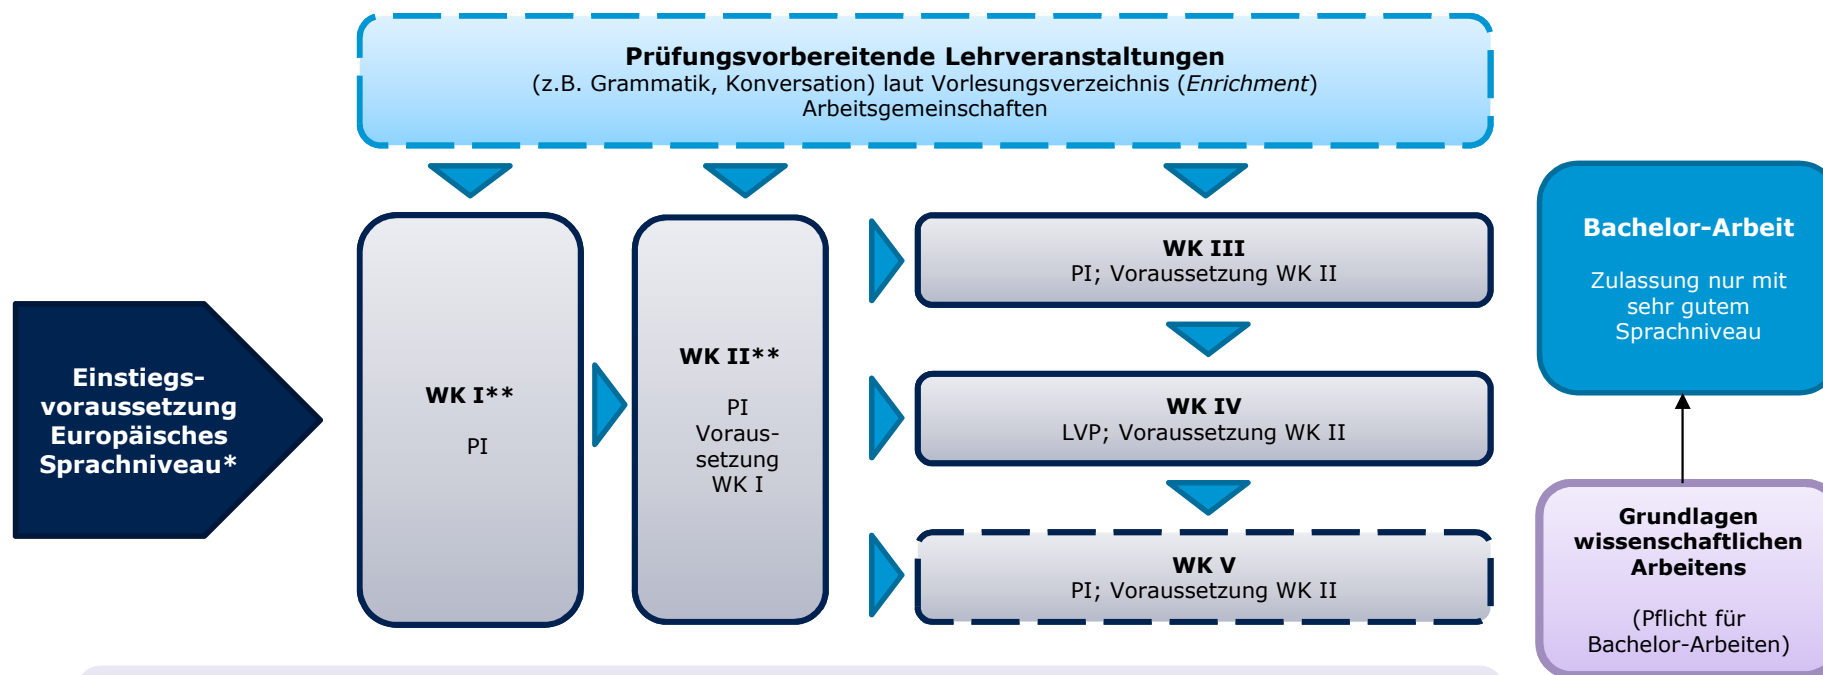 Prüfungsvorbereitende Lehrveranstaltungen
(z.B. Grammatik, Konversation) laut Vorlesungsverzeichnis (Enrichment)
Arbeitsgemeinschaften
Einstiegs-
voraussetzung
Europäisches
Sprachniveau*
WK I**
PI
WK II**
PI
Voraus-
setzung
WK I
WK III
PI; Voraussetzung WK II
WK IV
LVP; Voraussetzung WK II
WK V
PI; Voraussetzung WK II
Bachelor-Arbeit
Zulassung nur mit
sehr gutem
Sprachniveau
Grundlagen
wissenschaftlichen
Arbeitens
(Pflicht für
Bachelor-Arbeiten)